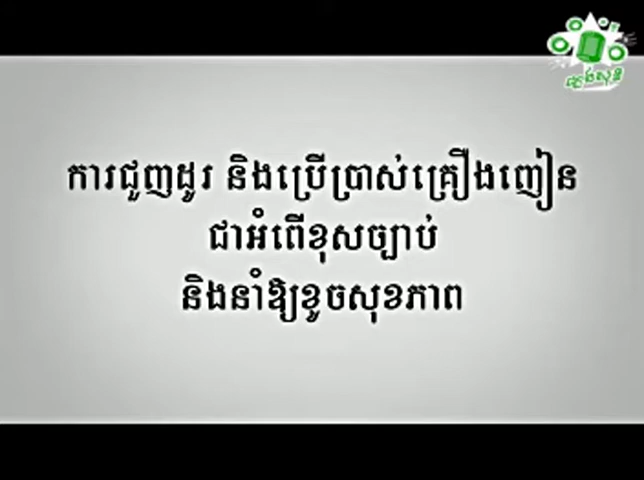 ការជួញដូរ និងប្រើប្រាស់គ្រឿងញៀន
ជាអំពើខុសច្បាប់
និងនាំឱ្យខូចសុខភាព